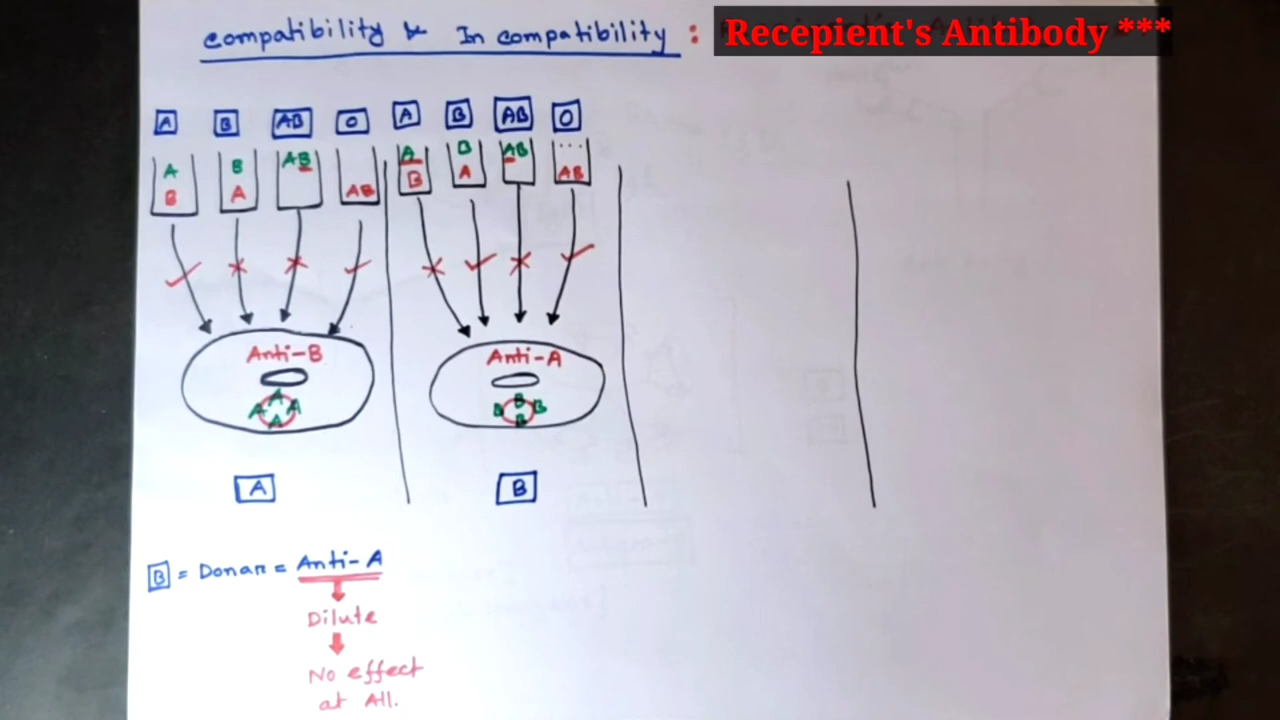 compatibility & In compatibility :
Recepient's Antibody ***
A B AB O A B AB O
A B AB A B AB ...
B A AB B A AB
Anti-B Anti-A
A A A A B B B B
A B
B = Donar = Anti-A
Dilute
No effect
at All.